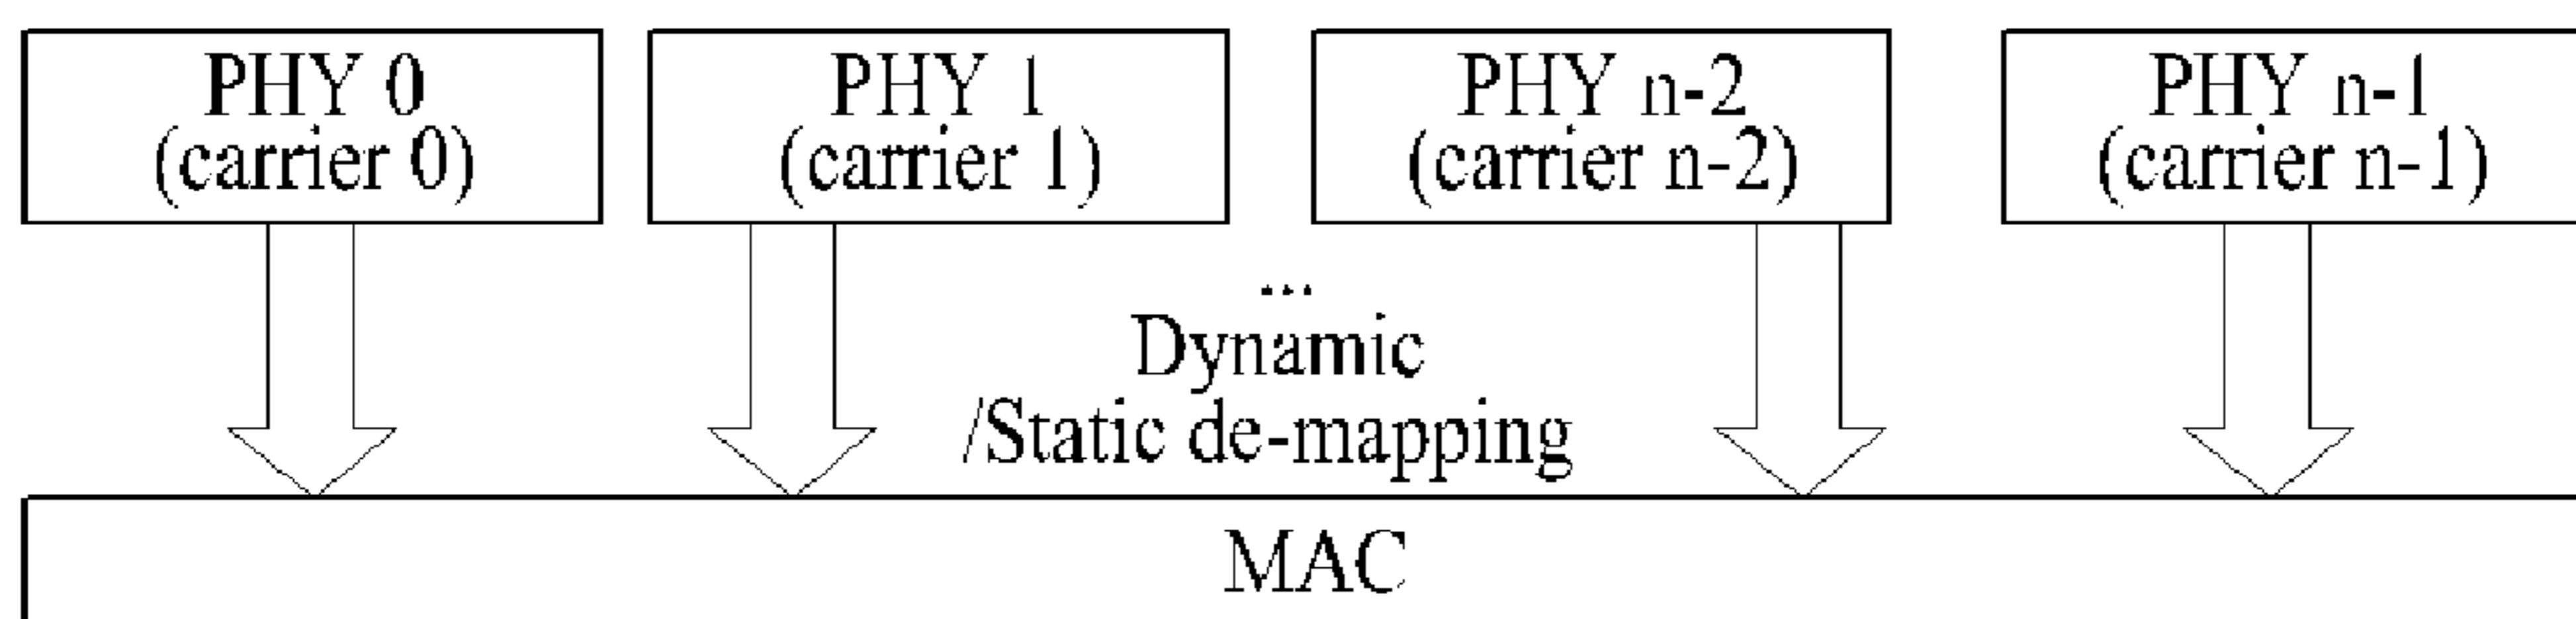 PHY 0
(carrier 0)
PHY 1
(carrier 1)
PHY n-2
(carrier n-2)
PHY n-1
(carrier n-1)
...
Dynamic
/Static de-mapping
MAC